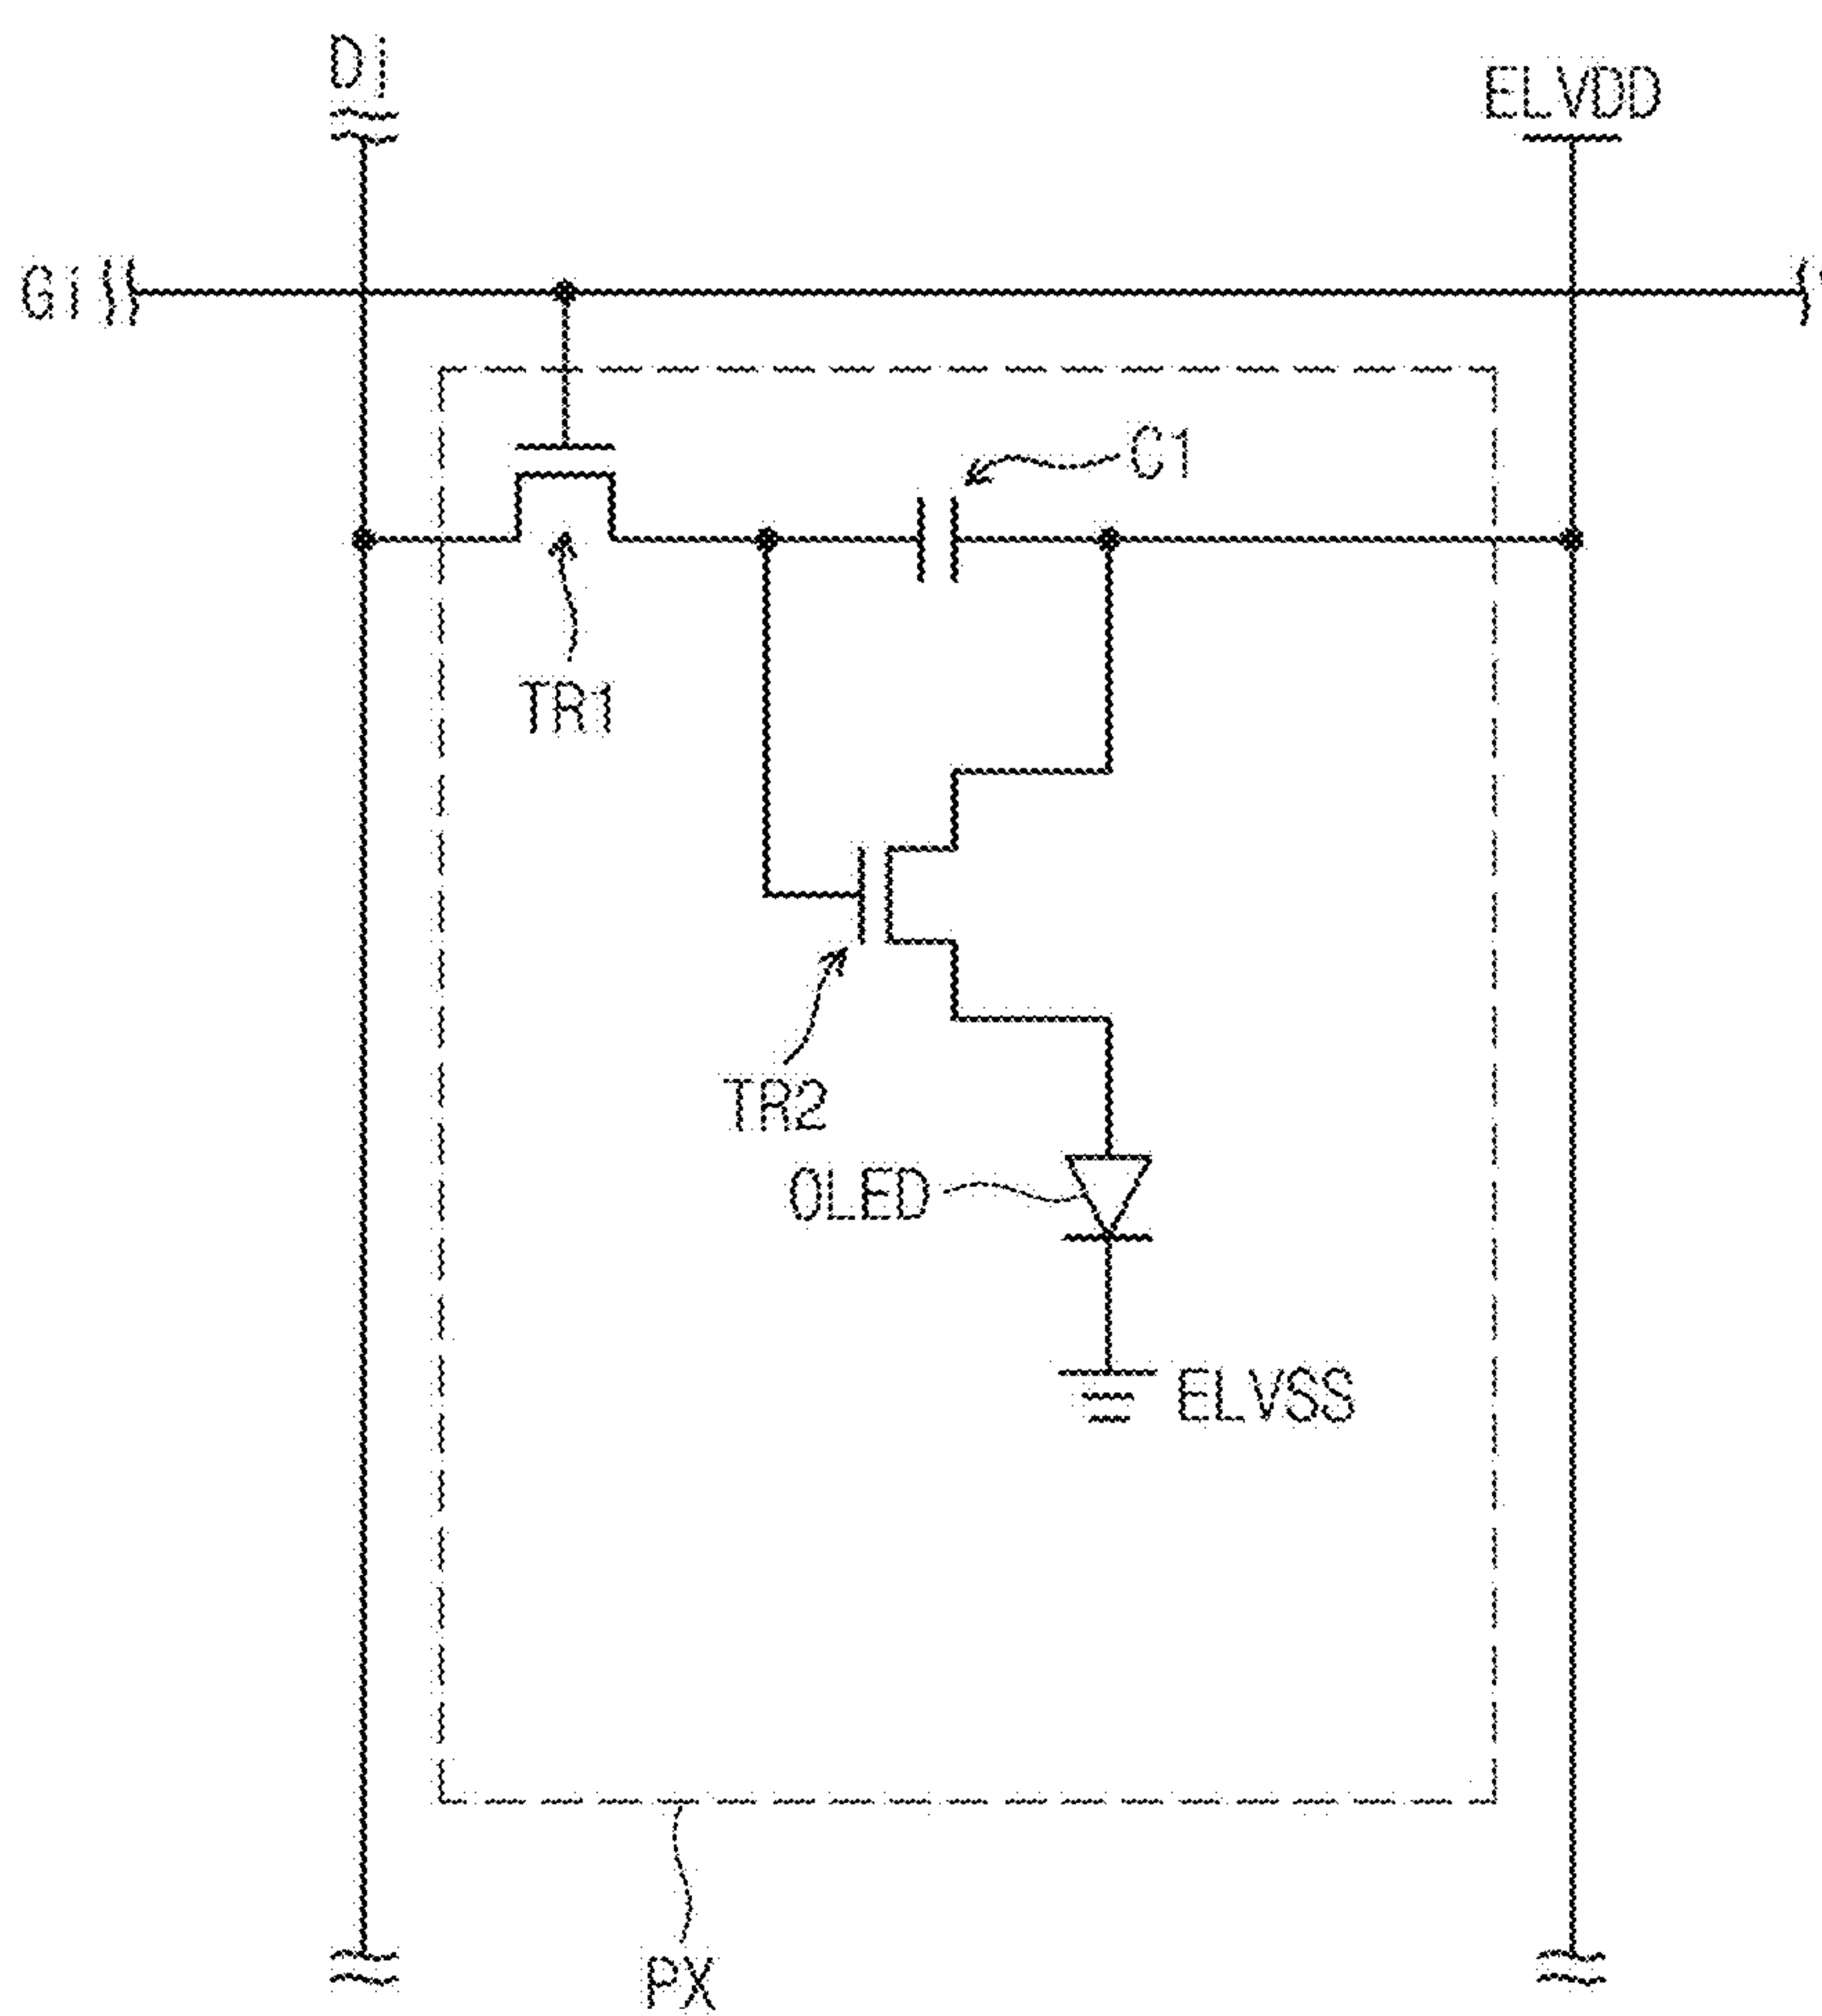 Dj
ELVDD
Gi
C1
TR1
TR2
OLED
ELVSS
PX